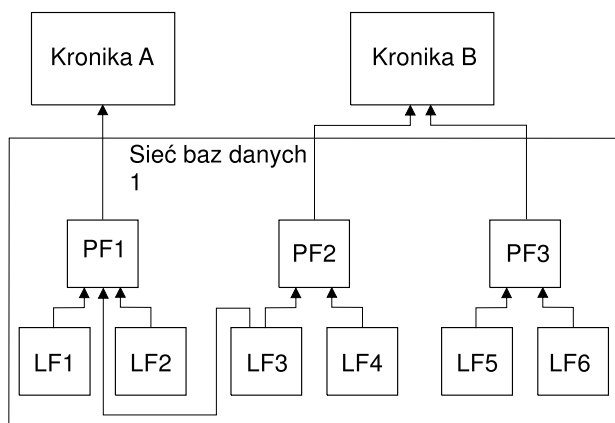 Kronika A
Kronika B
Sieć baz danych
1
PF1
PF2
PF3
LF1
LF2
LF3
LF4
LF5
LF6